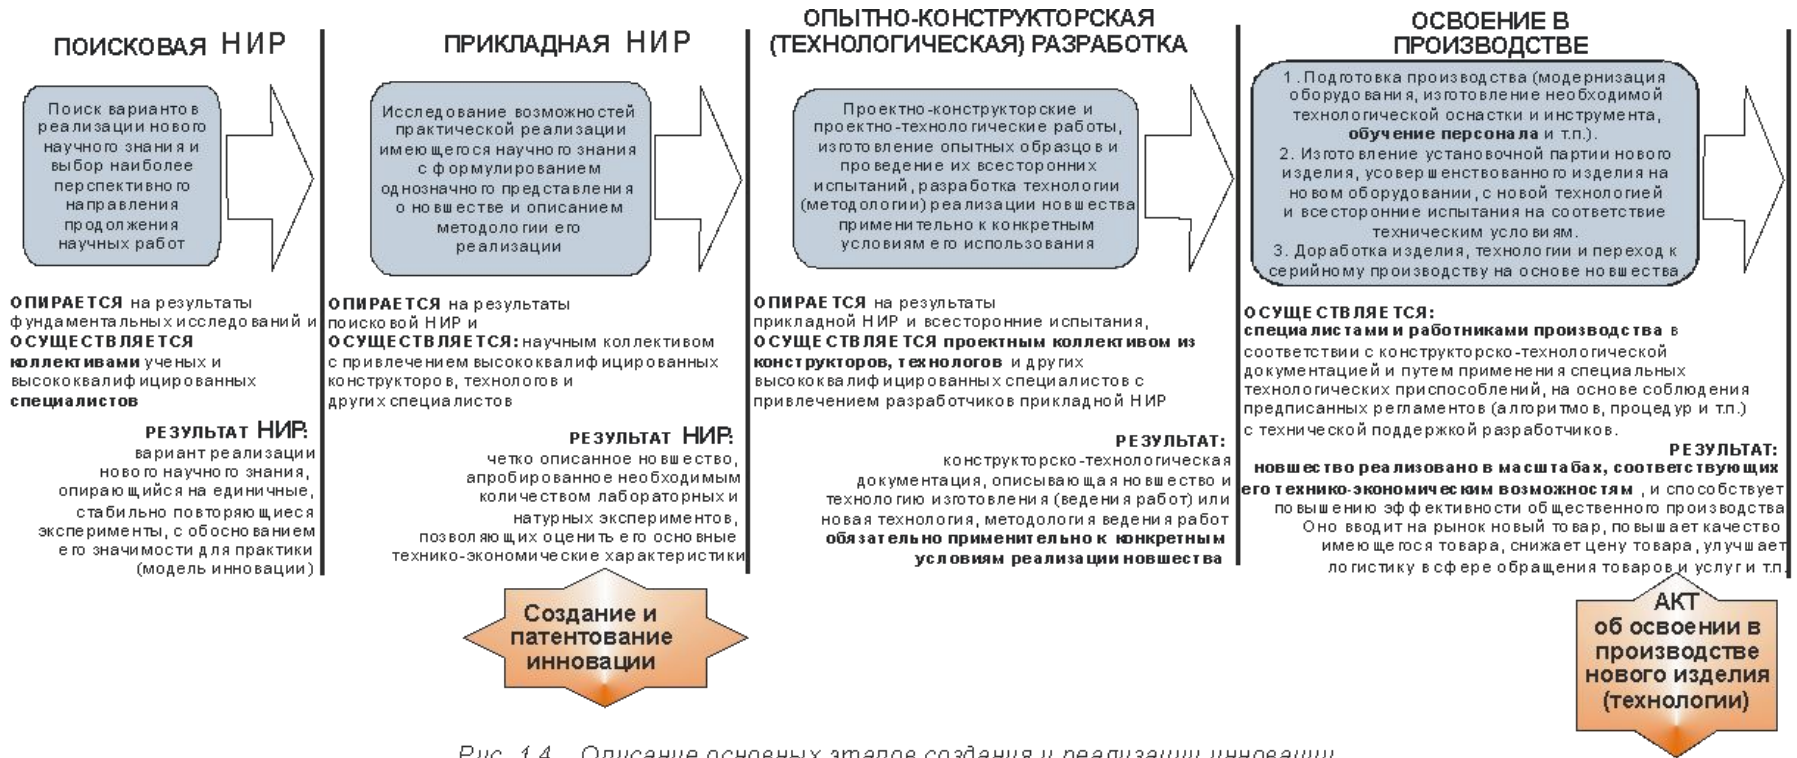 ПОИСКОВАЯ НИР
Поиск вариантов
реализации нового
научного знания и
выбор наиболее
перспективного
направления
продолжения
научных работ
ОПИРАЕТСЯ на результаты
фундаментальных исследований и
ОСУЩЕСТВЛЯЕТСЯ
коллективами ученых и
высококвалифицированных
специалистов
РЕЗУЛЬТАТ НИР:
вариант реализации
нового научного знания,
опирающийся на единичные,
стабильно повторяющиеся
эксперименты, с обоснованием
его значимости для практики
(модель инновации)
ПРИКЛАДНАЯ НИР
Исследование возможностей
практической реализации
имеющегося научного знания
с формулированием
однозначного представления
о новшестве и описанием
методологии его
реализации
ОПИРАЕТСЯ на результаты
поисковой НИР и
ОСУЩЕСТВЛЯЕТСЯ: научным коллективом
с привлечением высококвалифицированных
конструкторов, технологов и
других специалистов
РЕЗУЛЬТАТ НИР:
четко описанное новшество,
апробированное необходимым
количеством лабораторных и
натурных экспериментов,
позволяющих оценить его основные
технико-экономические характеристики
Создание и
патентование
инновации
ОПЫТНО-КОНСТРУКТОРСКАЯ
(ТЕХНОЛОГИЧЕСКАЯ) РАЗРАБОТКА
Проектно-конструкторские и
проектно-технологические работы,
изготовление опытных образцов и
проведение их всесторонних
испытаний, разработка технологии
(методологии) реализации новшества
применительно к конкретным
условиям его использования
ОПИРАЕТСЯ на результаты
прикладной НИР и всесторонние испытания,
ОСУЩЕСТВЛЯЕТСЯ проектным коллективом из
конструкторов, технологов и других
высококвалифицированных специалистов с
привлечением разработчиков прикладной НИР
РЕЗУЛЬТАТ:
конструкторско-технологическая
документация, описывающая новшество и
технологию изготовления (ведения работ) или
новая технология, методология ведения работ
обязательно применительно к конкретным
условиям реализации новшества
ОСВОЕНИЕ В
ПРОИЗВОДСТВЕ
1. Подготовка производства (модернизация
оборудования, изготовление необходимой
технологической оснастки и инструмента,
обучение персонала и т.п.).
2. Изготовление установочной партии нового
изделия, усовершенствованного изделия на
новом оборудовании, с новой технологией
и всесторонние испытания на соответствие
техническим условиям.
3. Доработка изделия, технологии и переход к
серийному производству на основе новшества
ОСУЩЕСТВЛЯЕТСЯ:
специалистами и работниками производства в
соответствии с конструкторско-технологической
документацией и путем применения специальных
технологических приспособлений, на основе соблюдения
предписанных регламентов (алгоритмов, процедур и т.п.)
с технической поддержкой разработчиков.
РЕЗУЛЬТАТ:
новшество реализовано в масштабах, соответствующих
его технико-экономическим возможностям , и способствует
повышению эффективности общественного производства
Оно вводит на рынок новый товар, повышает качество
имеющегося товара, снижает цену товара, улучшает
логистику в сфере обращения товаров и услуг и т.п.
АКТ
об освоении в
производстве
нового изделия
(технологии)
Рис. 1.4. Описание основных этапов создания и реализации инновации